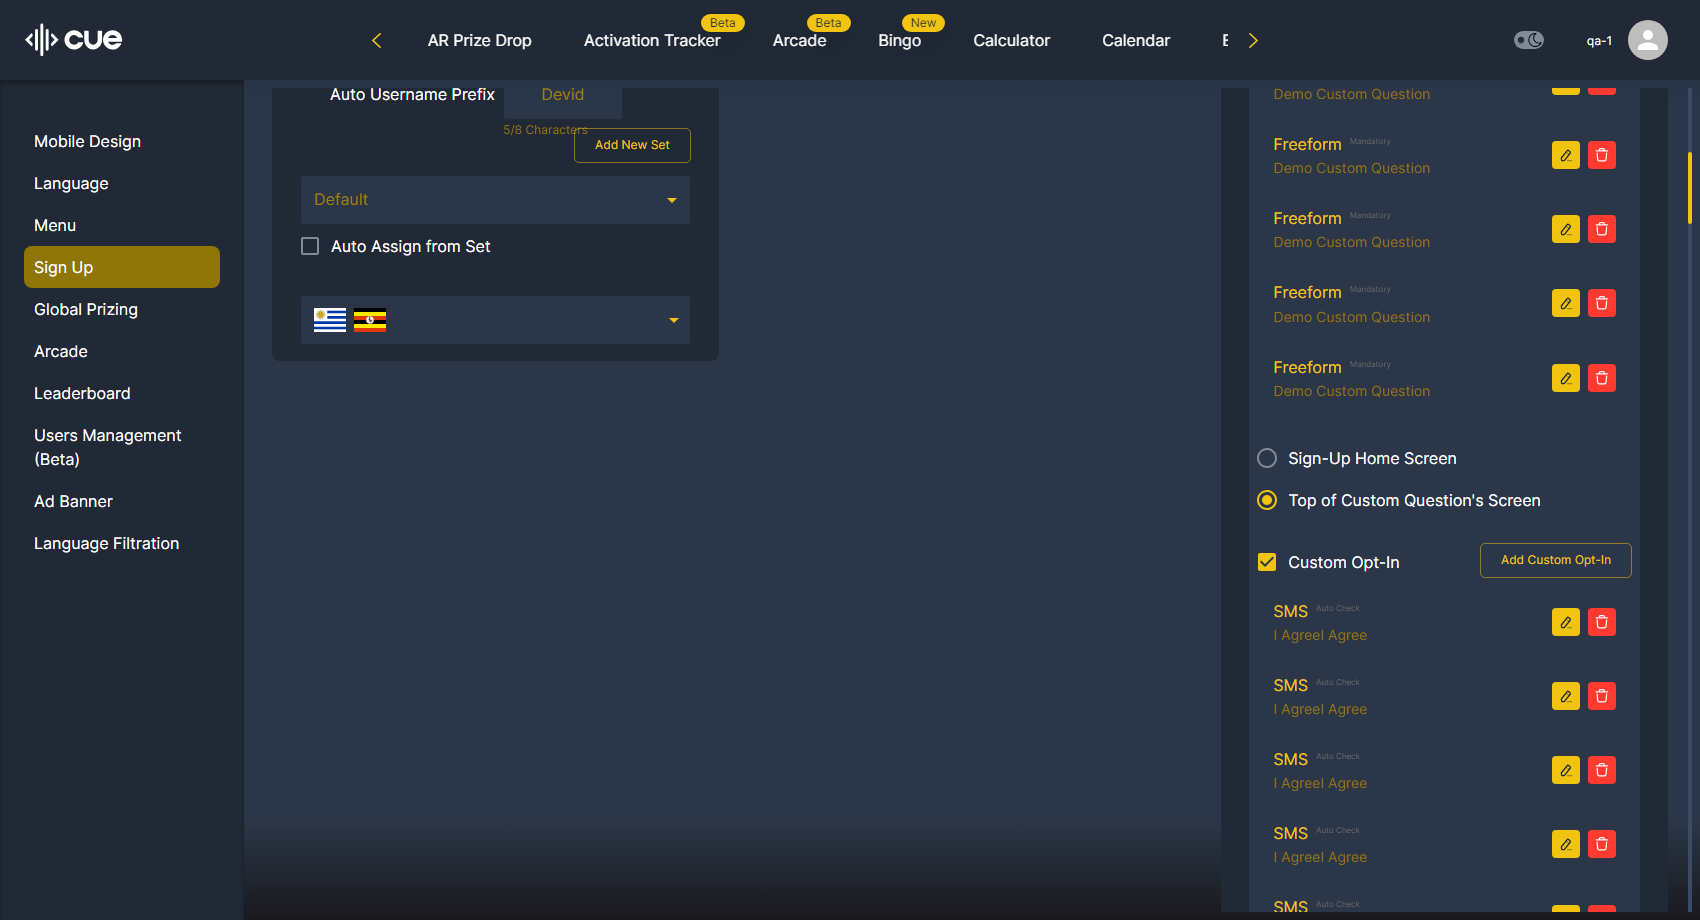 cue
AR Prize Drop
Activation Tracker
Beta
Arcade
Beta
Bingo
New
Calculator
Calendar
qa-1
Mobile Design
Language
Menu
Sign Up
Global Prizing
Arcade
Leaderboard
Users Management
(Beta)
Ad Banner
Language Filtration
Auto Username Prefix
Devid
5/8 Characters
Add New Set
Default
Auto Assign from Set
Demo Custom Question
Freeform Mandatory
Demo Custom Question
Freeform Mandatory
Demo Custom Question
Freeform Mandatory
Demo Custom Question
Freeform Mandatory
Demo Custom Question
Sign-Up Home Screen
Top of Custom Question's Screen
Custom Opt-In
Add Custom Opt-In
SMS Auto Check
I AgreeI Agree
SMS Auto Check
I AgreeI Agree
SMS Auto Check
I AgreeI Agree
SMS Auto Check
I AgreeI Agree
SMS Auto Check